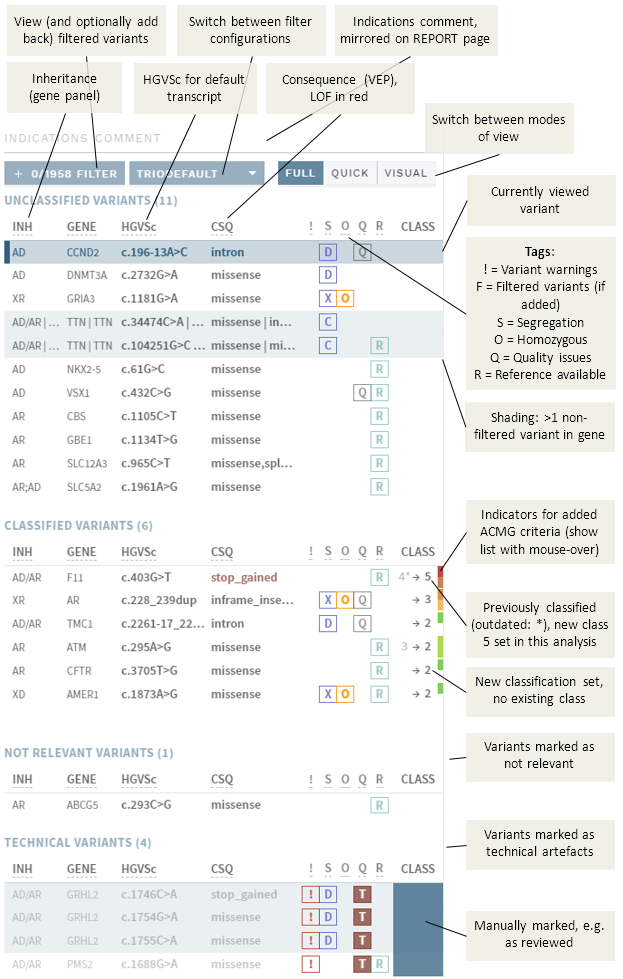 View (and optionally add
back) filtered variants
Switch between filter
configurations
Indications comment,
mirrored on REPORT page
Inheritance
(gene panel)
HGVSc for default
transcript
Consequence (VEP),
LOF in red
Switch between modes
of view
INDICATIONS COMMENT
+ 0/1958 FILTER TRIODEFAULT FULL QUICK VISUAL
UNCLASSIFIED VARIANTS (11)
INH GENE HGVSc CSQ ! S O Q R CLASS
AD CCND2 c.196-13A>C intron D Q
AD DNMT3A c.2732G>A missense D
XR GRIA3 c.1181G>A missense X O
AD/AR | ... TTN | TTN c.34474C>A | ... missense | in... C
AD/AR | ... TTN | TTN c.104251G>C ... missense | mi... C R
AD NKX2-5 c.61G>C missense R
AD VSX1 c.432C>G missense Q R
AR CBS c.1105C>T missense R
AR GBE1 c.1134T>G missense R
AR SLC12A3 c.965C>T missense,spl... R
AR;AD SLC5A2 c.1961A>G missense R
Currently viewed
variant
Tags:
! = Variant warnings
F = Filtered variants (if
added)
S = Segregation
O = Homozygous
Q = Quality issues
R = Reference available
Shading: >1 non-
filtered variant in gene
CLASSIFIED VARIANTS (6)
INH GENE HGVSc CSQ ! S O Q R CLASS
AD/AR F11 c.403G>T stop_gained R 4* → 5
XR AR c.228_239dup inframe_inse... X O Q → 3
AD/AR TMC1 c.2261-17_22... intron D Q → 2
AR ATM c.295A>G missense R 3 → 2
AR CFTR c.3705T>G missense R → 2
XD AMER1 c.1873A>G missense X O R → 2
Indicators for added
ACMG criteria (show
list with mouse-over)
Previously classified
(outdated: *), new class
5 set in this analysis
New classification set,
no existing class
NOT RELEVANT VARIANTS (1)
INH GENE HGVSc CSQ ! S O Q R CLASS
AR ABCG5 c.293C>G missense R
Variants marked as
not relevant
TECHNICAL VARIANTS (4)
INH GENE HGVSc CSQ ! S O Q R CLASS
AD/AR GRHL2 c.1746C>A stop_gained ! D T
AD/AR GRHL2 c.1754G>A missense ! D T
AD/AR GRHL2 c.1755C>A missense ! D T
AD/AR PMS2 c.1688G>A missense ! T R
Variants marked as
technical artefacts
Manually marked, e.g.
as reviewed